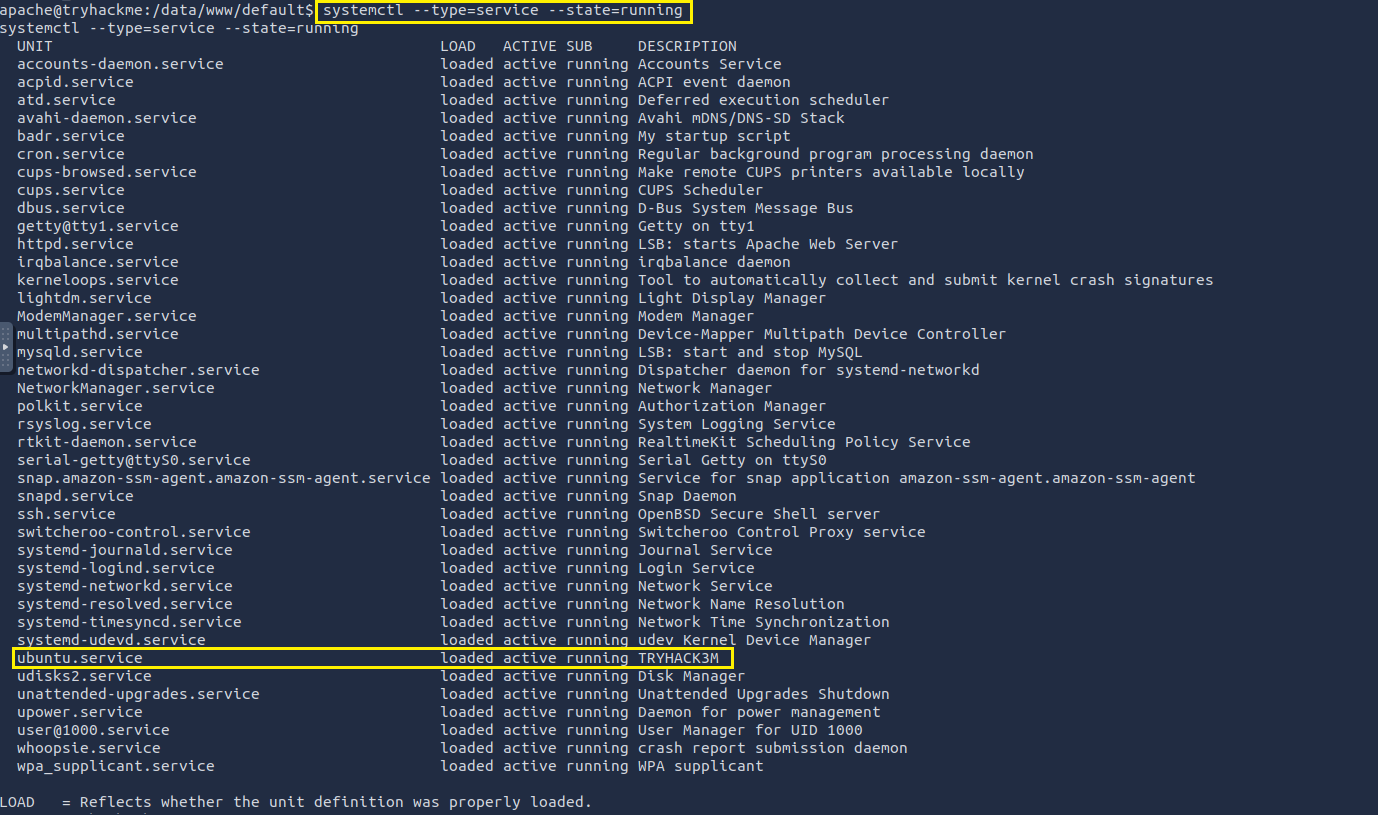 apache@tryhackme:/data/www/default$ systemctl --type=service --state=running
systemctl --type=service --state=running
UNIT LOAD ACTIVE SUB DESCRIPTION
accounts-daemon.service loaded active running Accounts Service
acpid.service loaded active running ACPI event daemon
atd.service loaded active running Deferred execution scheduler
avahi-daemon.service loaded active running Avahi mDNS/DNS-SD Stack
badr.service loaded active running My startup script
cron.service loaded active running Regular background program processing daemon
cups-browsed.service loaded active running Make remote CUPS printers available locally
cups.service loaded active running CUPS Scheduler
dbus.service loaded active running D-Bus System Message Bus
getty@tty1.service loaded active running Getty on tty1
httpd.service loaded active running LSB: starts Apache Web Server
irqbalance.service loaded active running irqbalance daemon
kerneloops.service loaded active running Tool to automatically collect and submit kernel crash signatures
lightdm.service loaded active running Light Display Manager
ModemManager.service loaded active running Modem Manager
multipathd.service loaded active running Device-Mapper Multipath Device Controller
mysqld.service loaded active running LSB: start and stop MySQL
networkd-dispatcher.service loaded active running Dispatcher daemon for systemd-networkd
NetworkManager.service loaded active running Network Manager
polkit.service loaded active running Authorization Manager
rsyslog.service loaded active running System Logging Service
rtkit-daemon.service loaded active running RealtimeKit Scheduling Policy Service
serial-getty@ttyS0.service loaded active running Serial Getty on ttyS0
snap.amazon-ssm-agent.amazon-ssm-agent.service loaded active running Service for snap application amazon-ssm-agent.amazon-ssm-agent
snapd.service loaded active running Snap Daemon
ssh.service loaded active running OpenBSD Secure Shell server
switcheroo-control.service loaded active running Switcheroo Control Proxy service
systemd-journald.service loaded active running Journal Service
systemd-logind.service loaded active running Login Service
systemd-networkd.service loaded active running Network Service
systemd-resolved.service loaded active running Network Name Resolution
systemd-timesyncd.service loaded active running Network Time Synchronization
systemd-udevd.service loaded active running udev Kernel Device Manager
ubuntu.service loaded active running TRYHACK3M
udisks2.service loaded active running Disk Manager
unattended-upgrades.service loaded active running Unattended Upgrades Shutdown
upower.service loaded active running Daemon for power management
user@1000.service loaded active running User Manager for UID 1000
whoopsie.service loaded active running crash report submission daemon
wpa_supplicant.service loaded active running WPA supplicant
LOAD = Reflects whether the unit definition was properly loaded.